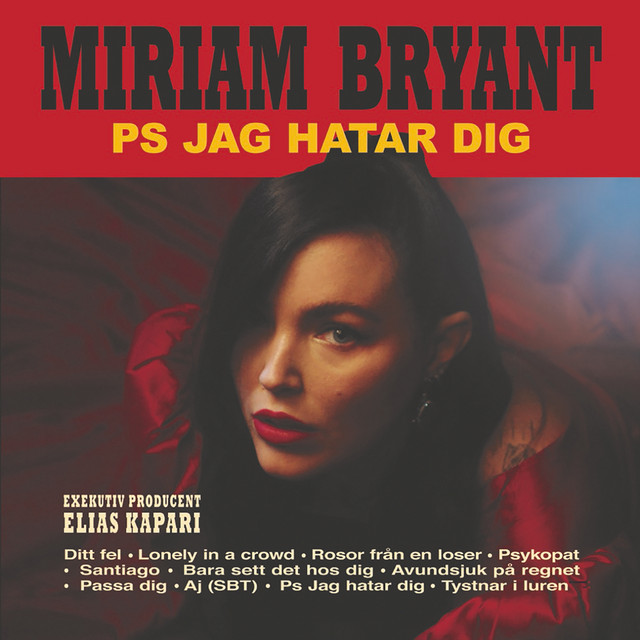 MIRIAM BRYANT
PS JAG HATAR DIG
EXEKUTIV PRODUCENT
ELIAS KAPARI
Ditt fel • Lonely in a crowd • Rosor från en loser • Psykopat
• Santiago • Bara sett det hos dig • Avundsjuk på regnet
• Passa dig • Aj (SBT) • Ps Jag hatar dig • Tystnar i luren